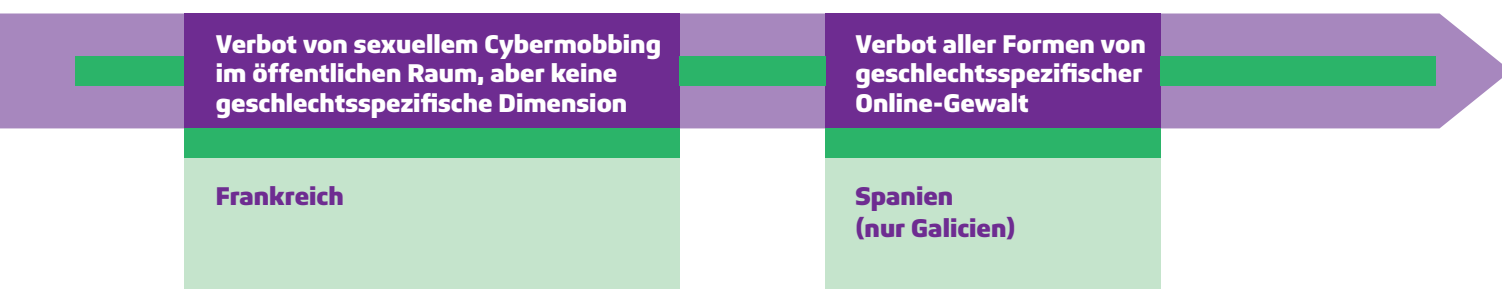 Verbot von sexuellem Cybermobbing
im öffentlichen Raum, aber keine
geschlechtsspezifische Dimension
Frankreich
Verbot aller Formen von
geschlechtsspezifischer
Online-Gewalt
Spanien
(nur Galicien)